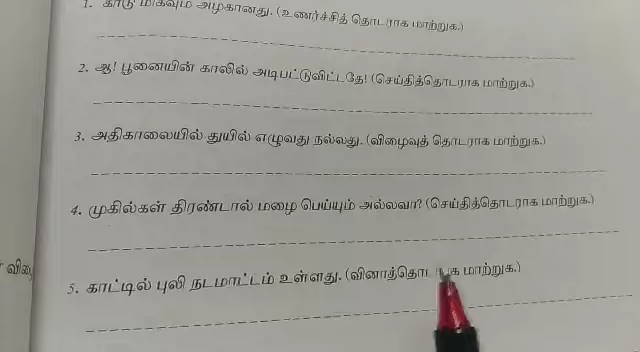 1. காடு மிகவும் அழகானது. (உணர்ச்சித் தொடராக மாற்றுக.)
2. ஆ! பூனையின் காலில் அடிபட்டுவிட்டதே! (செய்தித்தொடராக மாற்றுக.)
3. அதிகாலையில் துயில் எழுவது நல்லது. (விழைவுத் தொடராக மாற்றுக.)
4. முகில்கள் திரண்டால் மழை பெய்யும் அல்லவா? (செய்தித்தொடராக மாற்றுக.)
5. காட்டில் புலி நடமாட்டம் உள்ளது. (வினாத்தொடராக மாற்றுக.)